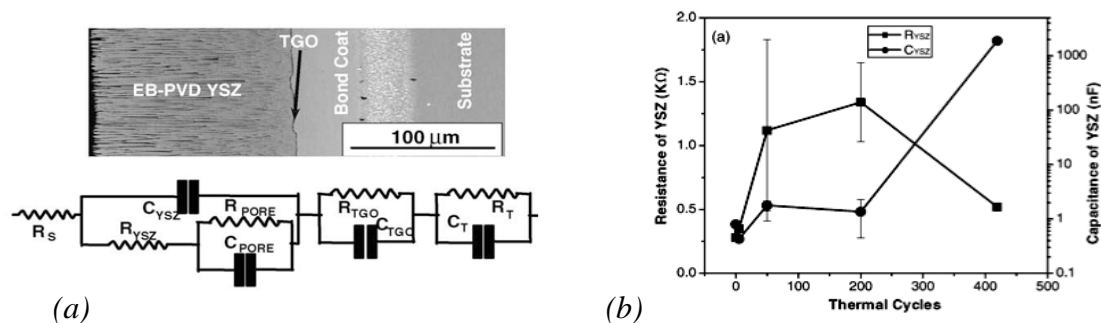 TGO
EB-PVD YSZ
Bond Coat
Substrate
100 μm
R_S
C_YSZ
R_YSZ
R_PORE
C_PORE
R_TGO
C_TGO
R_T
C_T
(a)
(a)
R_YSZ
C_YSZ
Resistance of YSZ (KΩ)
2.0
1.5
1.0
0.5
0.0
Capacitance of YSZ (nF)
1000
100
10
1
0.1
0 100 200 300 400 500
Thermal Cycles
(b)